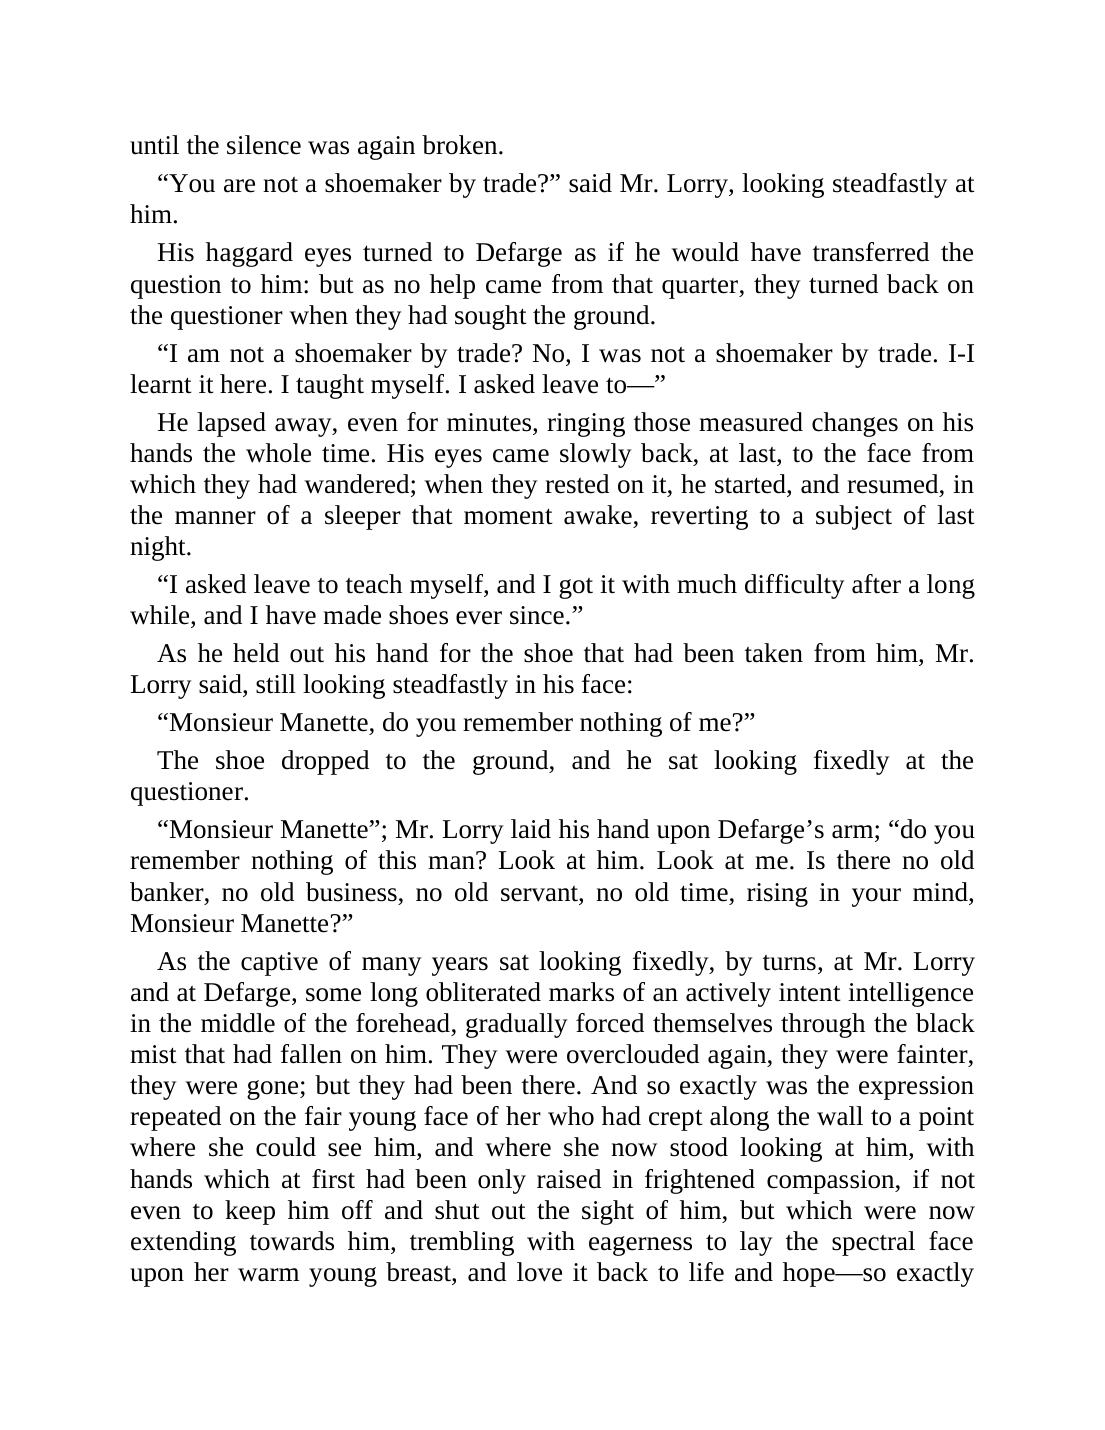 until the silence was again broken.
“You are not a shoemaker by trade?” said Mr. Lorry, looking steadfastly at
him.
His haggard eyes turned to Defarge as if he would have transferred the
question to him: but as no help came from that quarter, they turned back on
the questioner when they had sought the ground.
“I am not a shoemaker by trade? No, I was not a shoemaker by trade. I-I
learnt it here. I taught myself. I asked leave to—”
He lapsed away, even for minutes, ringing those measured changes on his
hands the whole time. His eyes came slowly back, at last, to the face from
which they had wandered; when they rested on it, he started, and resumed, in
the manner of a sleeper that moment awake, reverting to a subject of last
night.
“I asked leave to teach myself, and I got it with much difficulty after a long
while, and I have made shoes ever since.”
As he held out his hand for the shoe that had been taken from him, Mr.
Lorry said, still looking steadfastly in his face:
“Monsieur Manette, do you remember nothing of me?”
The shoe dropped to the ground, and he sat looking fixedly at the
questioner.
“Monsieur Manette”; Mr. Lorry laid his hand upon Defarge’s arm; “do you
remember nothing of this man? Look at him. Look at me. Is there no old
banker, no old business, no old servant, no old time, rising in your mind,
Monsieur Manette?”
As the captive of many years sat looking fixedly, by turns, at Mr. Lorry
and at Defarge, some long obliterated marks of an actively intent intelligence
in the middle of the forehead, gradually forced themselves through the black
mist that had fallen on him. They were overclouded again, they were fainter,
they were gone; but they had been there. And so exactly was the expression
repeated on the fair young face of her who had crept along the wall to a point
where she could see him, and where she now stood looking at him, with
hands which at first had been only raised in frightened compassion, if not
even to keep him off and shut out the sight of him, but which were now
extending towards him, trembling with eagerness to lay the spectral face
upon her warm young breast, and love it back to life and hope—so exactly